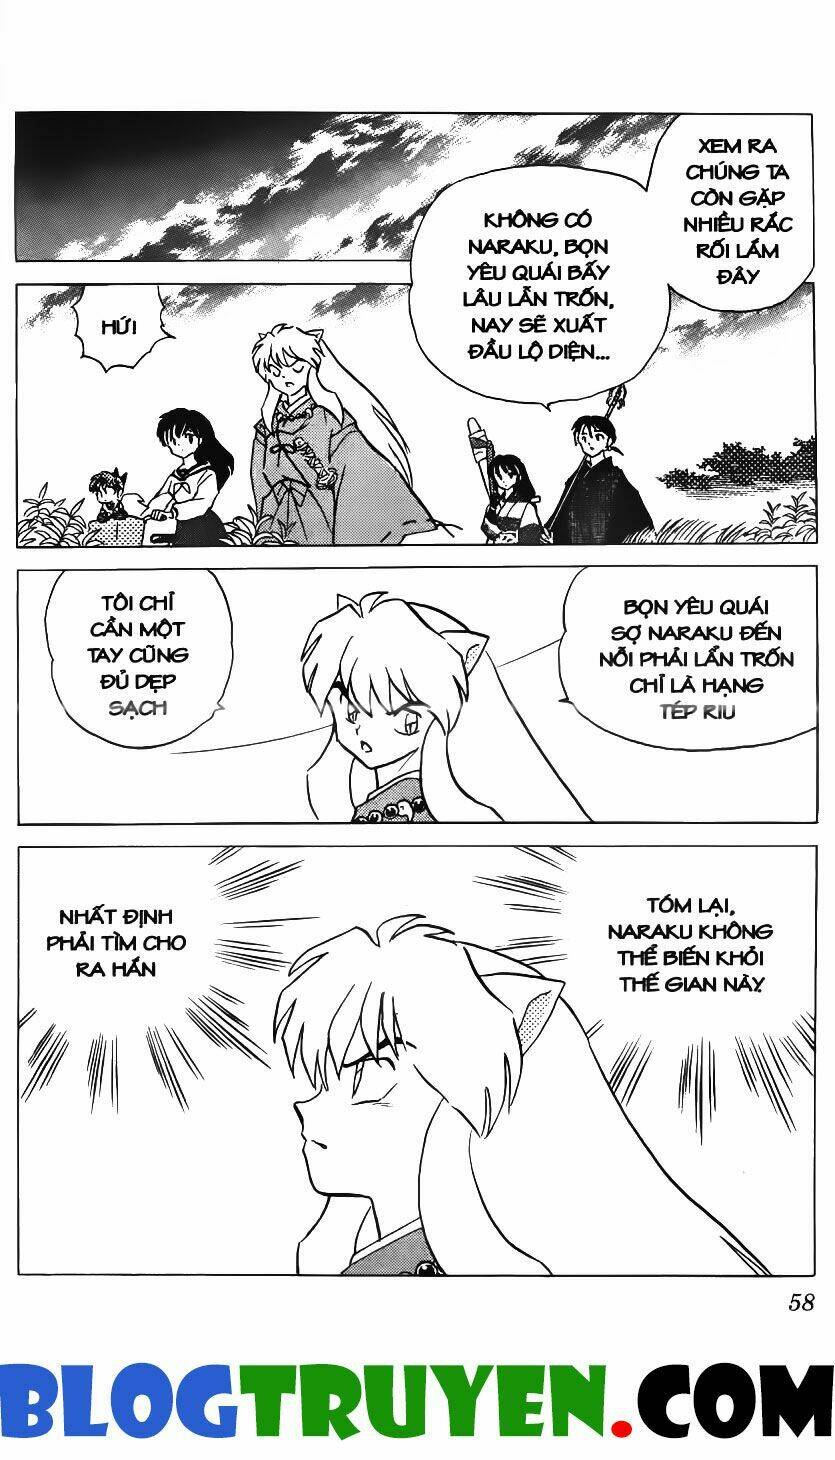 XEM RA
CHÚNG TA
CÒN GẶP
NHIỀU RẮC
RỐI LẮM
ĐÂY
KHÔNG CÓ
NARAKU, BỌN
YÊU QUÁI BẤY
LÂU LẪN TRỐN,
NAY SẼ XUẤT
ĐẦU LỘ DIỆN...
HỨ!
BỌN YÊU QUÁI
SỢ NARAKU ĐẾN
NỖI PHẢI LẨN TRỐN
CHỈ LÀ HẠNG
TÉP RIU
TÔI CHỈ
CẦN MỘT
TAY CŨNG
ĐỦ DẸP
SẠCH
TÓM LẠI,
NARAKU KHÔNG
THỂ BIẾN KHỎI
THẾ GIAN NÀY.
NHẤT ĐỊNH
PHẢI TÌM CHO
RA HẮN
58
BLOGTRUYEN.COM